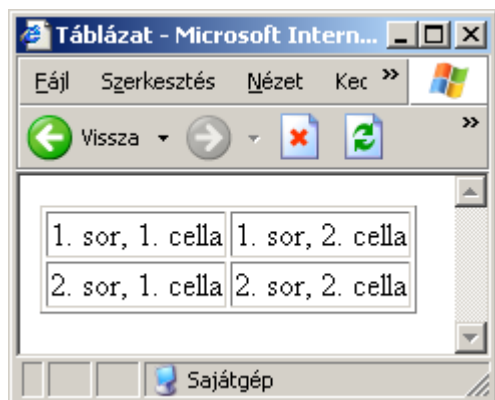 Táblázat - Microsoft Intern...
Fájl Szerkesztés Nézet Kec »
Vissza »
1. sor, 1. cella 1. sor, 2. cella
2. sor, 1. cella 2. sor, 2. cella
Sajátgép